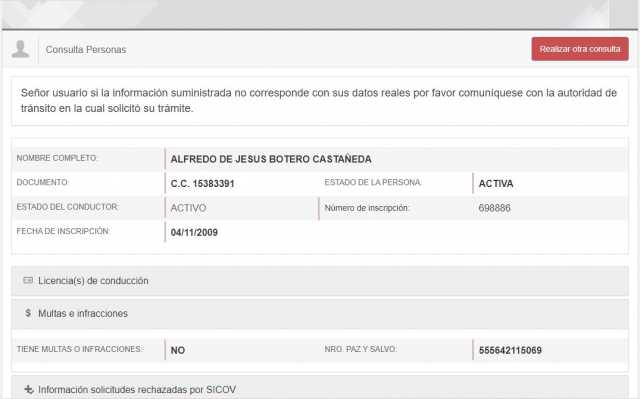 Consulta Personas Realizar otra consulta
Señor usuario si la información suministrada no corresponde con sus datos reales por favor comuníquese con la autoridad de
tránsito en la cual solicitó su trámite.
NOMBRE COMPLETO: ALFREDO DE JESUS BOTERO CASTAÑEDA
DOCUMENTO: C.C. 15383391 ESTADO DE LA PERSONA: ACTIVA
ESTADO DEL CONDUCTOR: ACTIVO Número de inscripción: 698886
FECHA DE INSCRIPCIÓN: 04/11/2009
Licencia(s) de conducción
$ Multas e infracciones
TIENE MULTAS O INFRACCIONES: NO NRO. PAZ Y SALVO: 555642115069
Información solicitudes rechazadas por SICOV